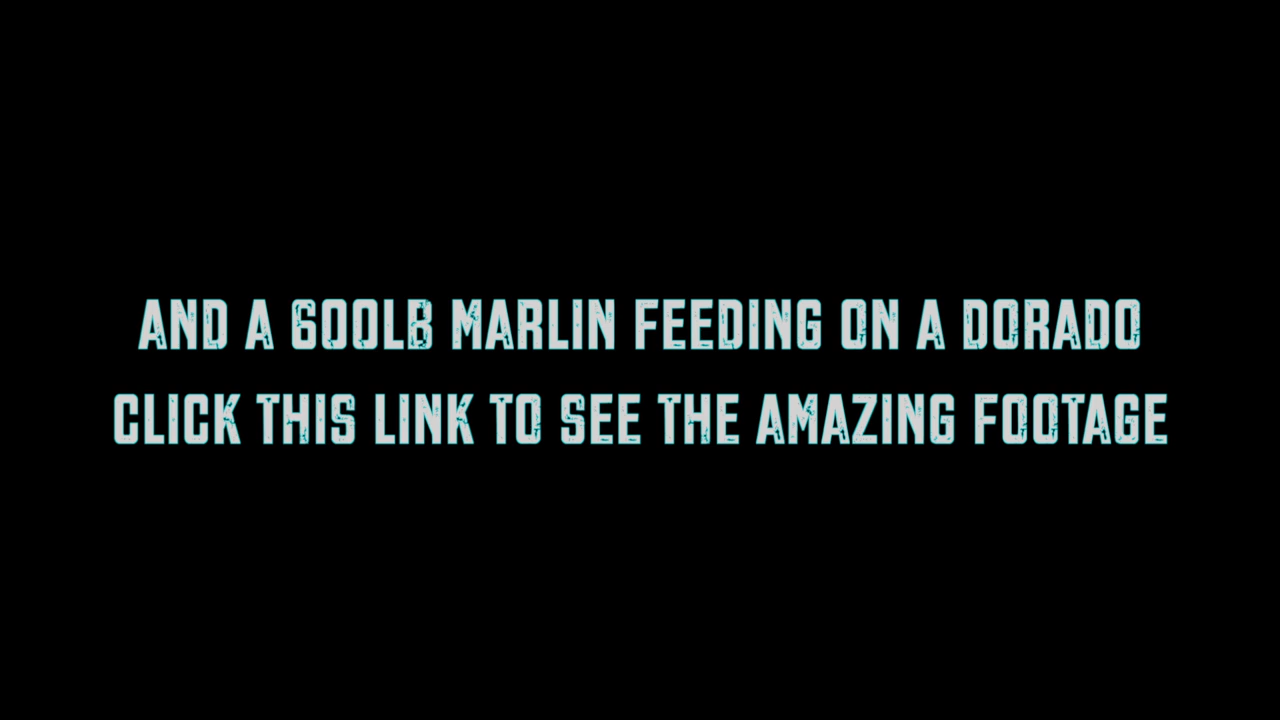 AND A 600LB MARLIN FEEDING ON A DORADO
CLICK THIS LINK TO SEE THE AMAZING FOOTAGE